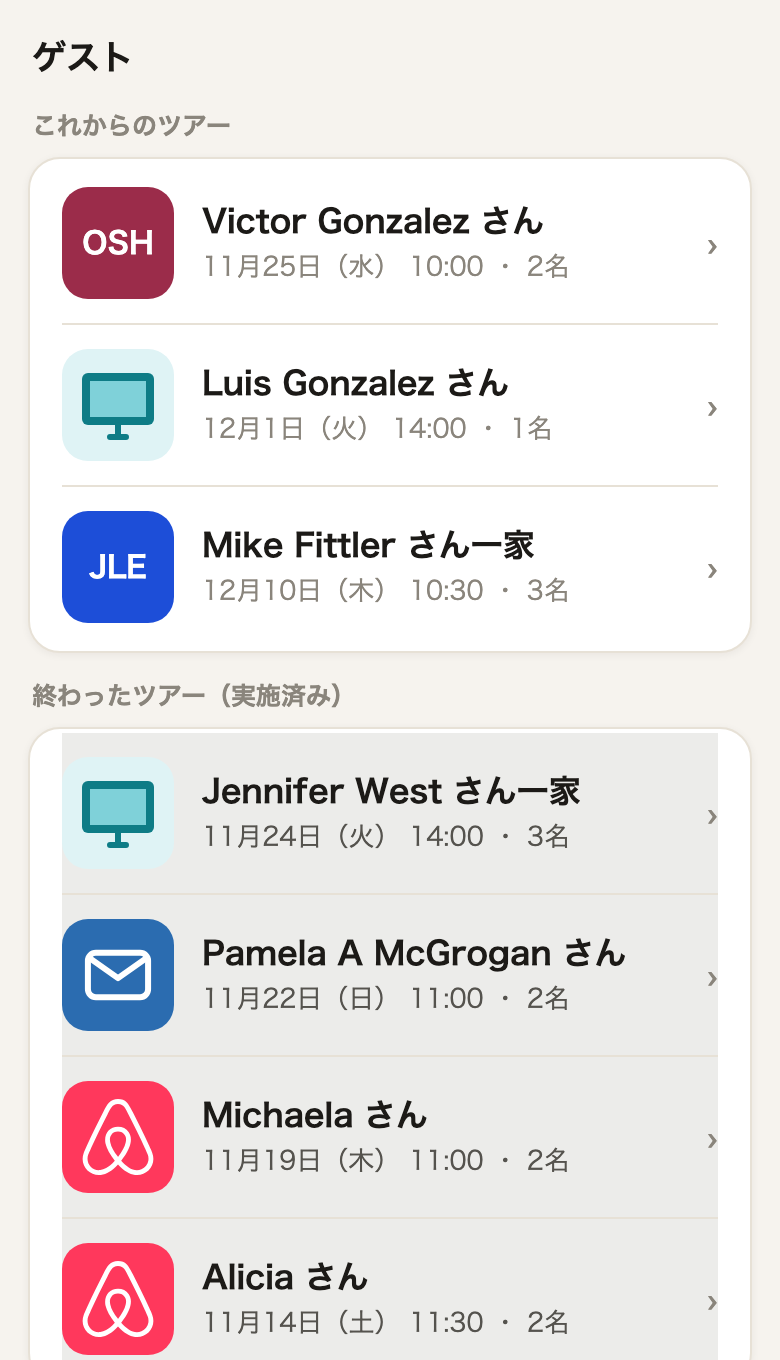 ゲスト
これからのツアー
OSH
Victor Gonzalez さん
11月25日（水） 10:00 ・ 2名
›
Luis Gonzalez さん
12月1日（火） 14:00 ・ 1名
›
JLE
Mike Fittler さん一家
12月10日（木） 10:30 ・ 3名
›
終わったツアー（実施済み）
Jennifer West さん一家
11月24日（火） 14:00 ・ 3名
›
Pamela A McGrogan さん
11月22日（日） 11:00 ・ 2名
›
Michaela さん
11月19日（木） 11:00 ・ 2名
›
Alicia さん
11月14日（土） 11:30 ・ 2名
›